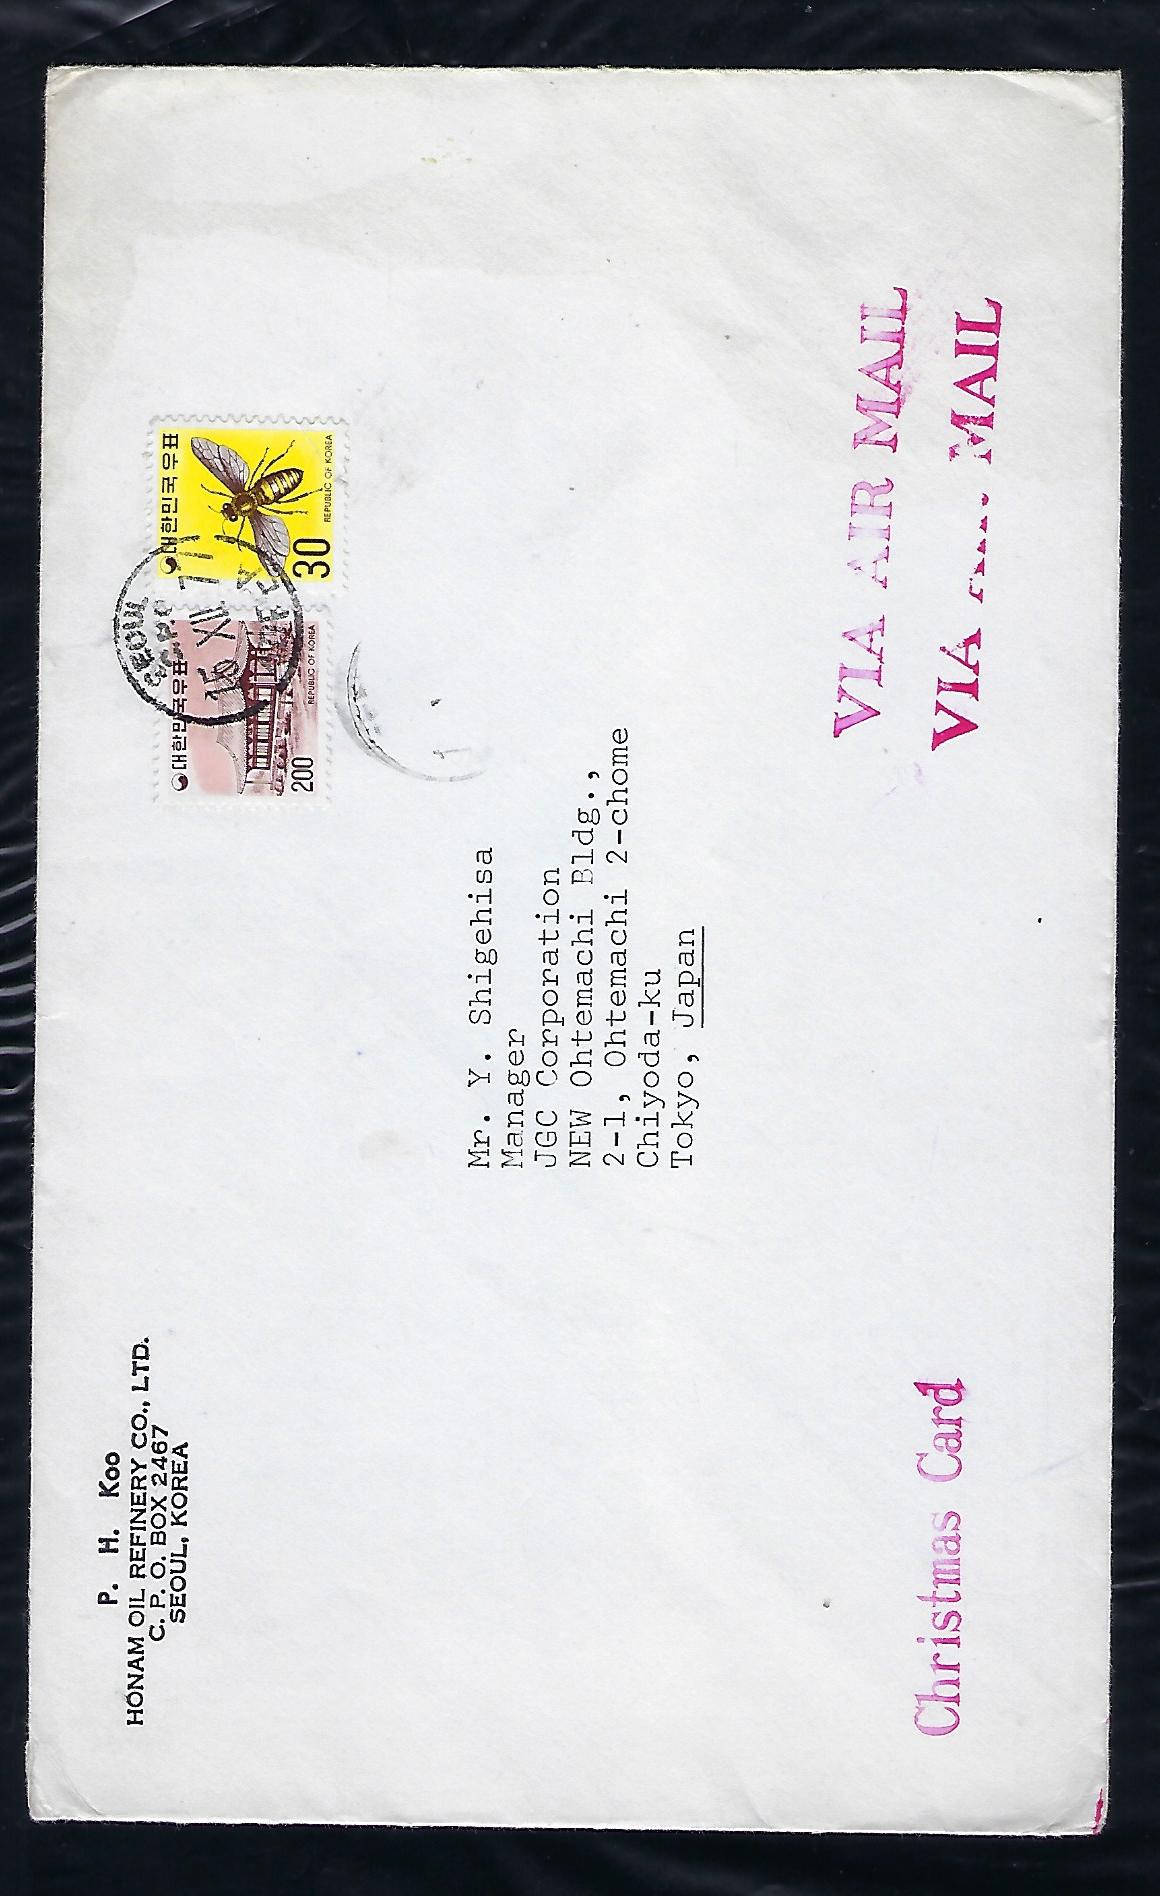 P. H. Koo
HONAM OIL REFINERY CO., LTD.
C. P. O. BOX 2467
SEOUL, KOREA
대한민국우표
200
REPUBLIC OF KOREA
대한민국우표
30
REPUBLIC OF KOREA
SEOUL
XII
Mr. Y. Shigehisa
Manager
JGC Corporation
NEW Ohtemachi Bldg.,
2-1, Ohtemachi 2-chome
Chiyoda-ku
Tokyo, Japan
Christmas Card
VIA AIR MAIL
VIA AIR MAIL